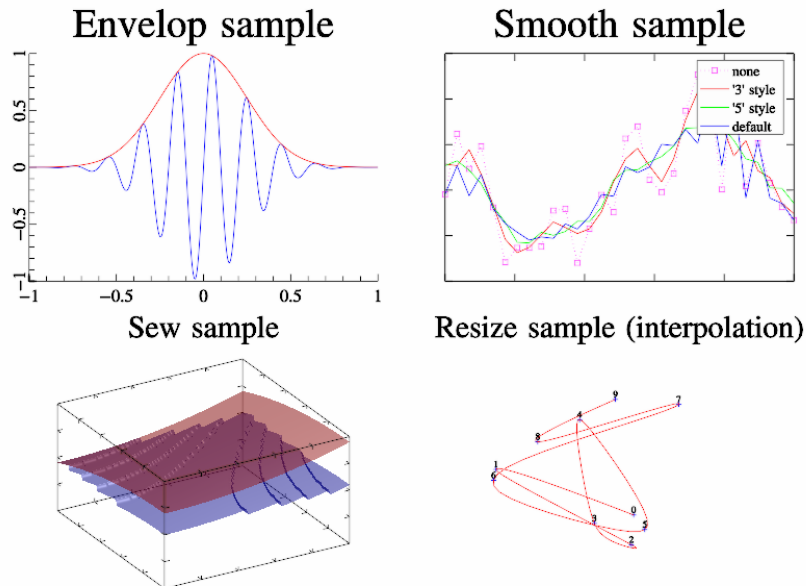 Envelop sample
1
0.5
0
−0.5
−1
−1
−0.5
0
0.5
1
Smooth sample
none
'3' style
'5' style
default
Sew sample
Resize sample (interpolation)
9
7
4
8
1
6
0
3
5
2